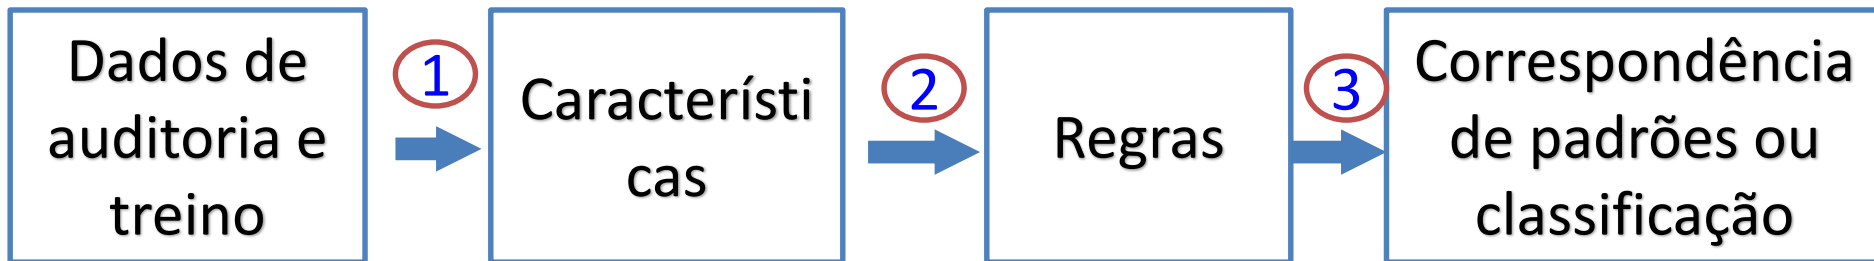 Dados de
auditoria e
treino
1
Característi
cas
2
Regras
3
Correspondência
de padrões ou
classificação